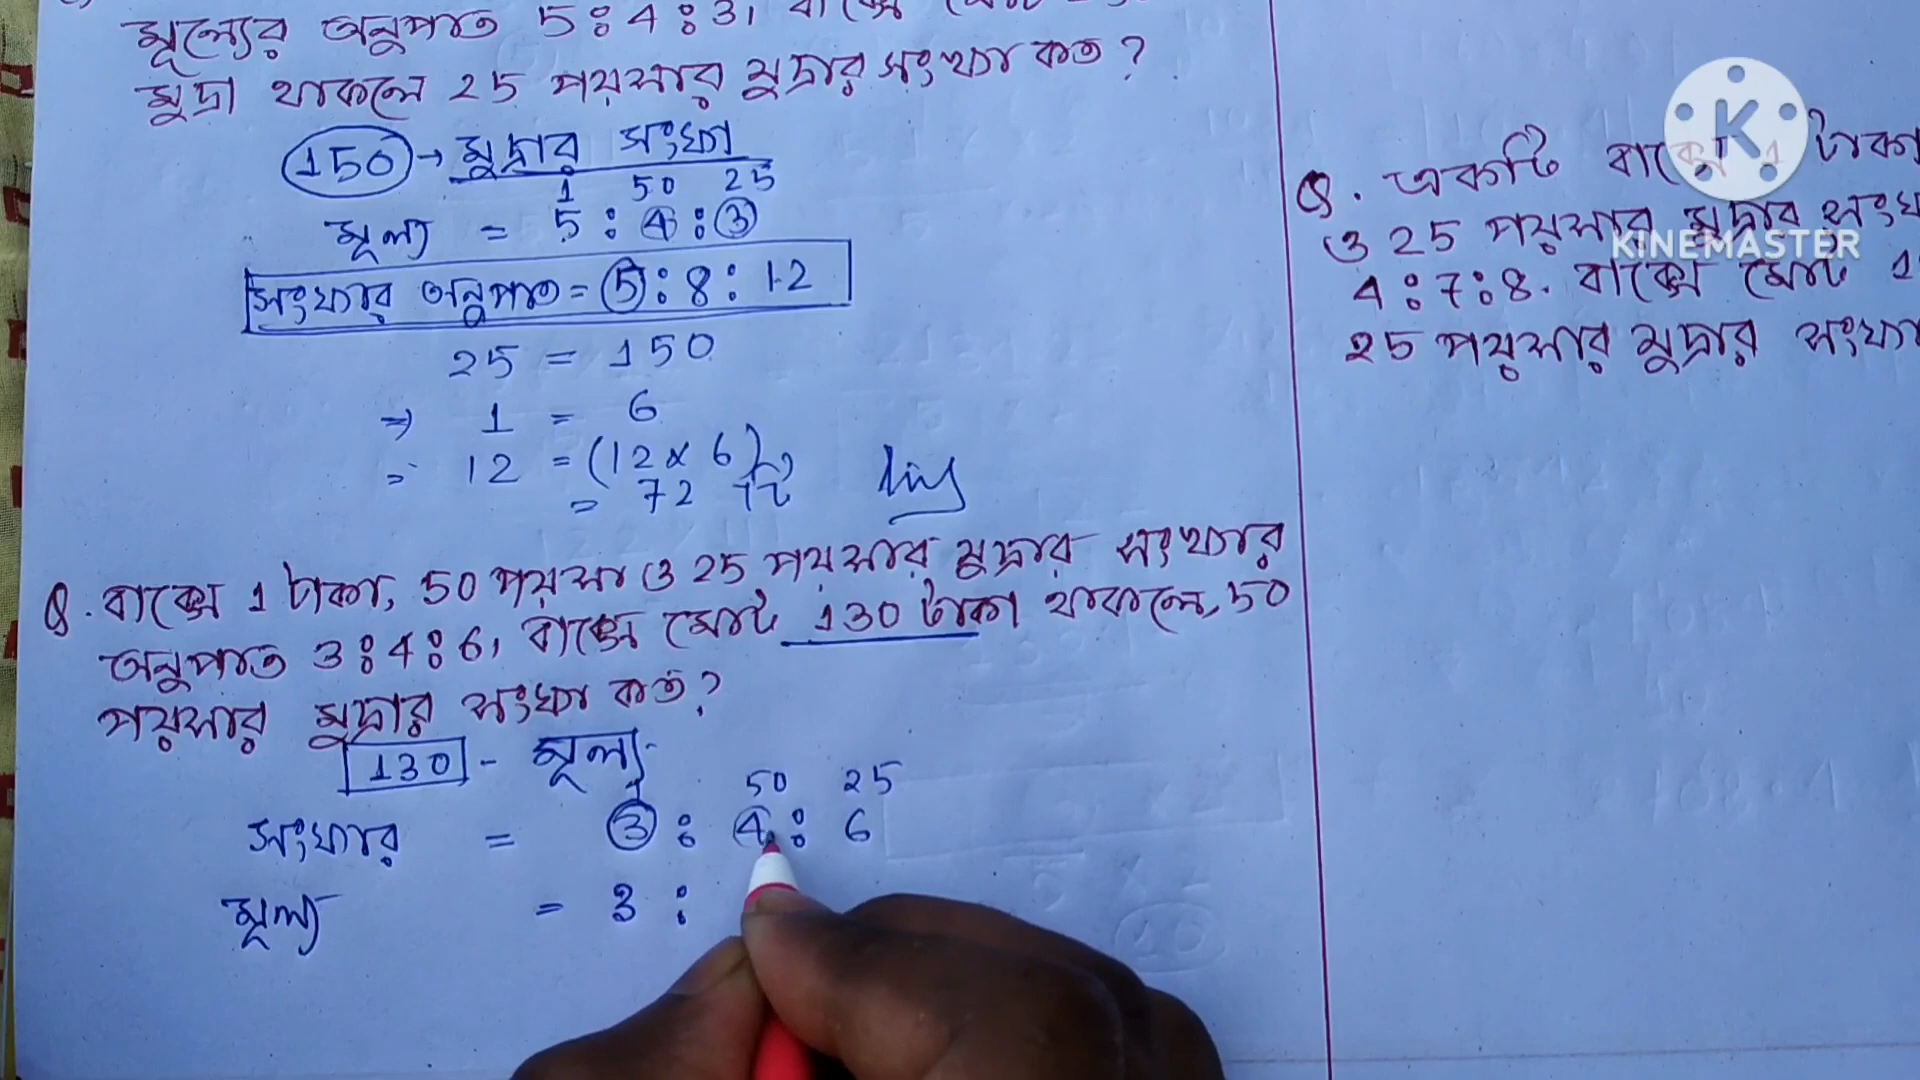 মূল্যের অনুপাত 5:4:3, বাক্সে মোট
মুদ্রা থাকলে 25 পয়সার মুদ্রার সংখ্যা কত?
150 → মুদ্রার সংখ্যা
1 50 25
মূল্য = 5 : 4 : 3
সংখ্যার অনুপাত = 5 : 8 : 12
25 = 150
⇒ 1 = 6
= 12 = (12 x 6) টি
= 72 টি
Q. বাক্সে 1 টাকা, 50 পয়সা ও 25 পয়সার মুদ্রার সংখ্যার
অনুপাত 3:4:6, বাক্সে মোট 130 টাকা থাকলে, 50
পয়সার মুদ্রার সংখ্যা কত?
130 - মূল্য
1 50 25
সংখ্যার = 3 : 4 : 6
মূল্য = 3 :
Q. একটি বাক্সে 1 টাকা
ও 25 পয়সার মুদ্রার
4:7:8. বাক্সে মোট
25 পয়সার মুদ্রার সংখ্যা
K
KINEMASTER